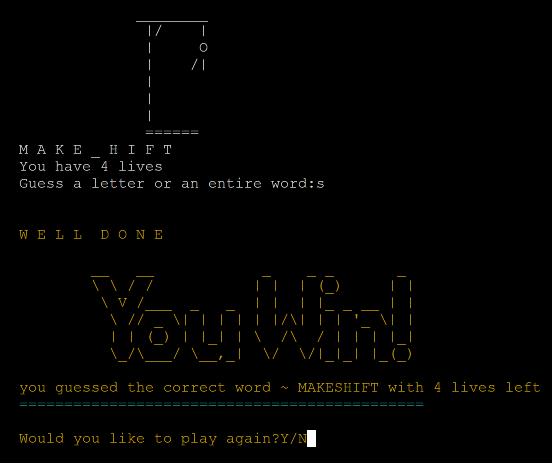 M A K E _ H I F T
You have 4 lives
Guess a letter or an entire word:s
W E L L  D O N E
You Win!
you guessed the correct word ~ MAKESHIFT with 4 lives left
Would you like to play again?Y/N